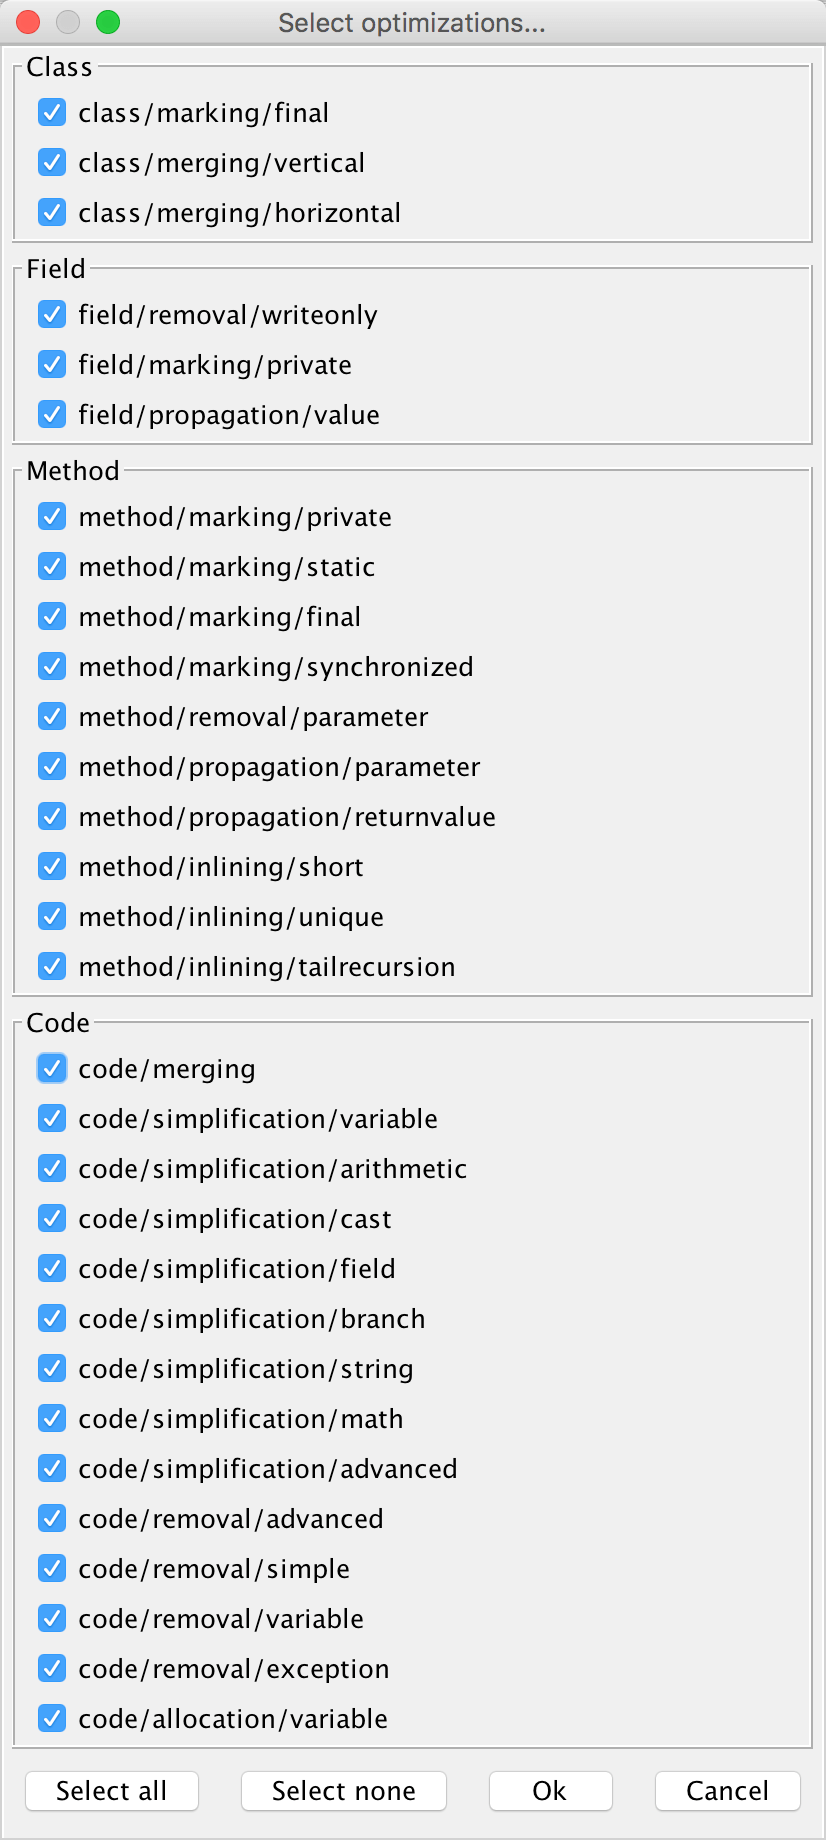 Select optimizations...
Class
class/marking/final
class/merging/vertical
class/merging/horizontal
Field
field/removal/writeonly
field/marking/private
field/propagation/value
Method
method/marking/private
method/marking/static
method/marking/final
method/marking/synchronized
method/removal/parameter
method/propagation/parameter
method/propagation/returnvalue
method/inlining/short
method/inlining/unique
method/inlining/tailrecursion
Code
code/merging
code/simplification/variable
code/simplification/arithmetic
code/simplification/cast
code/simplification/field
code/simplification/branch
code/simplification/string
code/simplification/math
code/simplification/advanced
code/removal/advanced
code/removal/simple
code/removal/variable
code/removal/exception
code/allocation/variable
Select all Select none Ok Cancel